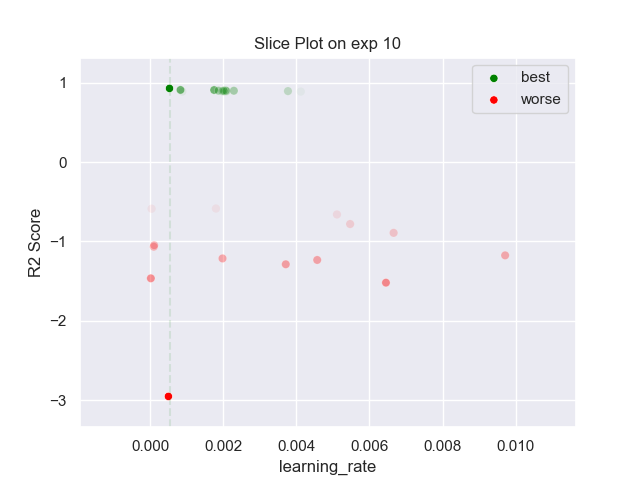 Slice Plot on exp 10
best
worse
R2 Score
1
0
−1
−2
−3
0.000 0.002 0.004 0.006 0.008 0.010
learning_rate